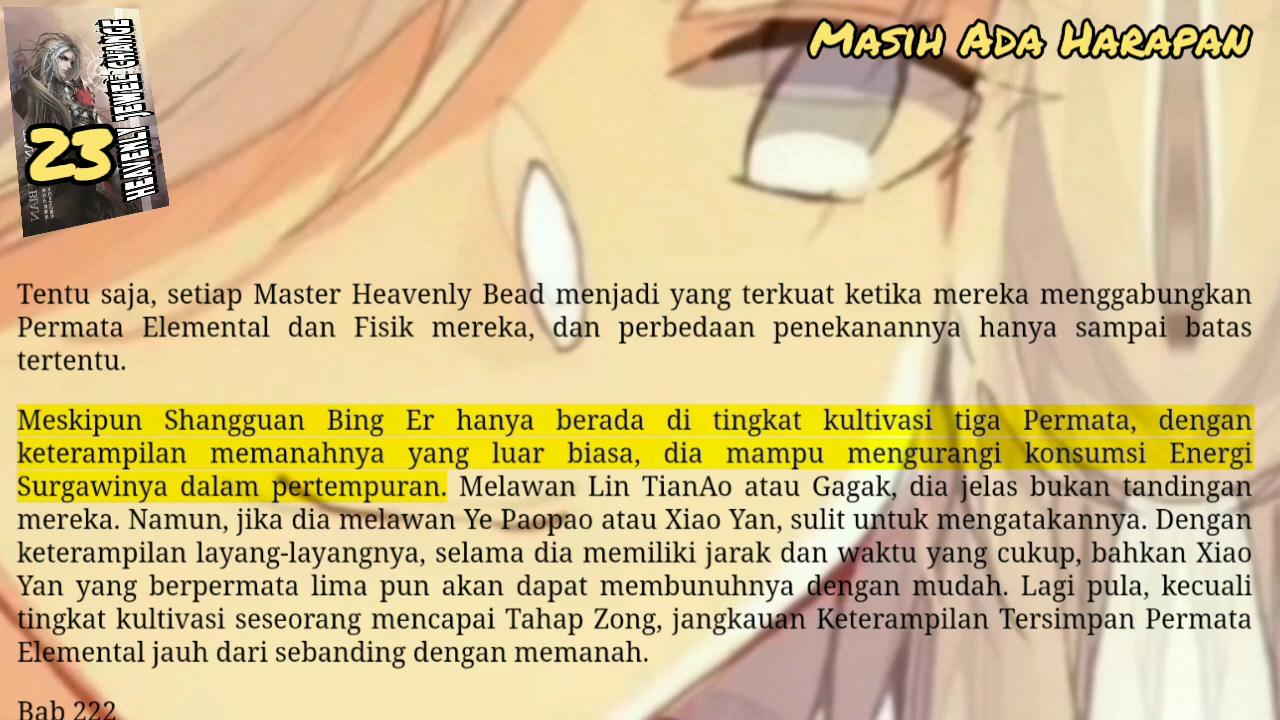 Masih Ada Harapan
HEAVENLY JEWEL CHANGE
23
Tentu saja, setiap Master Heavenly Bead menjadi yang terkuat ketika mereka menggabungkan
Permata Elemental dan Fisik mereka, dan perbedaan penekanannya hanya sampai batas
tertentu.
Meskipun Shangguan Bing Er hanya berada di tingkat kultivasi tiga Permata, dengan
keterampilan memanahnya yang luar biasa, dia mampu mengurangi konsumsi Energi
Surgawinya dalam pertempuran. Melawan Lin TianAo atau Gagak, dia jelas bukan tandingan
mereka. Namun, jika dia melawan Ye Paopao atau Xiao Yan, sulit untuk mengatakannya. Dengan
keterampilan layang-layangnya, selama dia memiliki jarak dan waktu yang cukup, bahkan Xiao
Yan yang berpermata lima pun akan dapat membunuhnya dengan mudah. Lagi pula, kecuali
tingkat kultivasi seseorang mencapai Tahap Zong, jangkauan Keterampilan Tersimpan Permata
Elemental jauh dari sebanding dengan memanah.
Bab 222